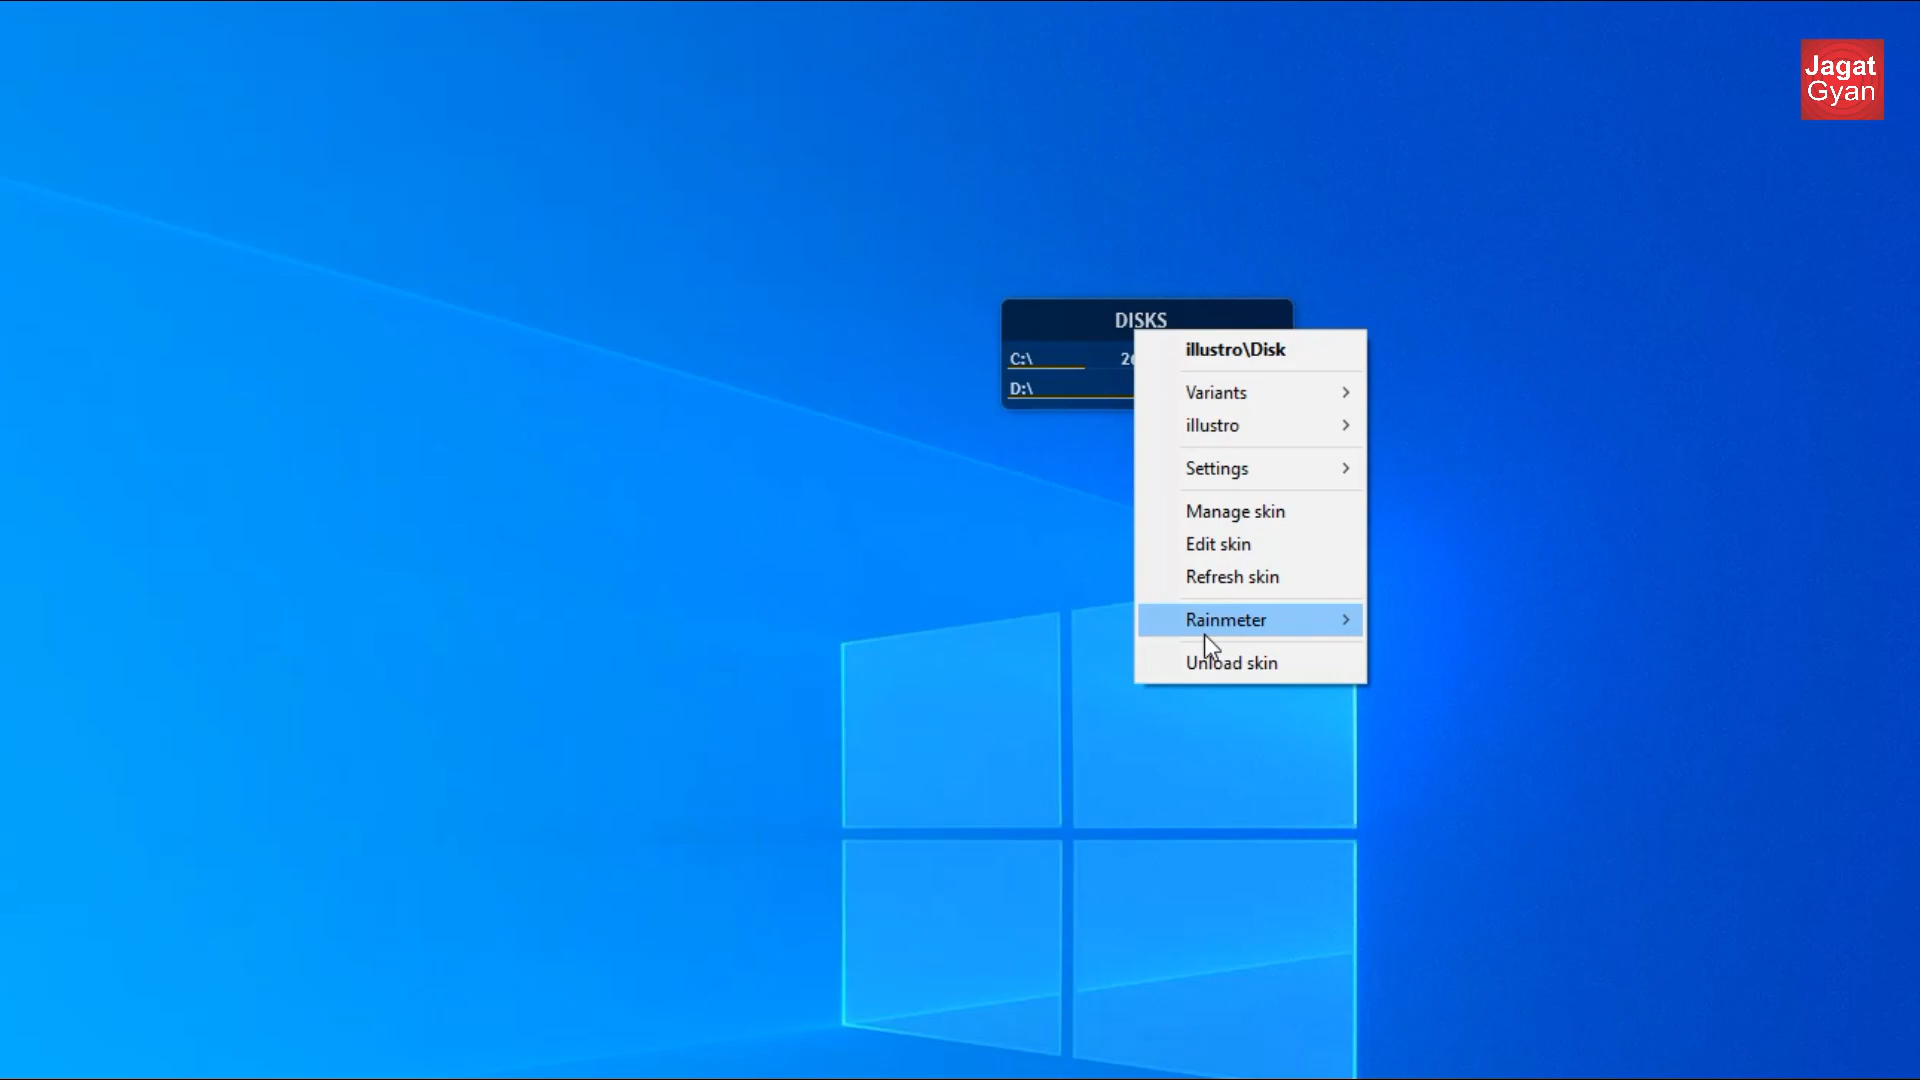 Jagat
Gyan
DISKS
C:\
D:\
illustro\Disk
Variants
illustro
Settings
Manage skin
Edit skin
Refresh skin
Rainmeter
Unload skin